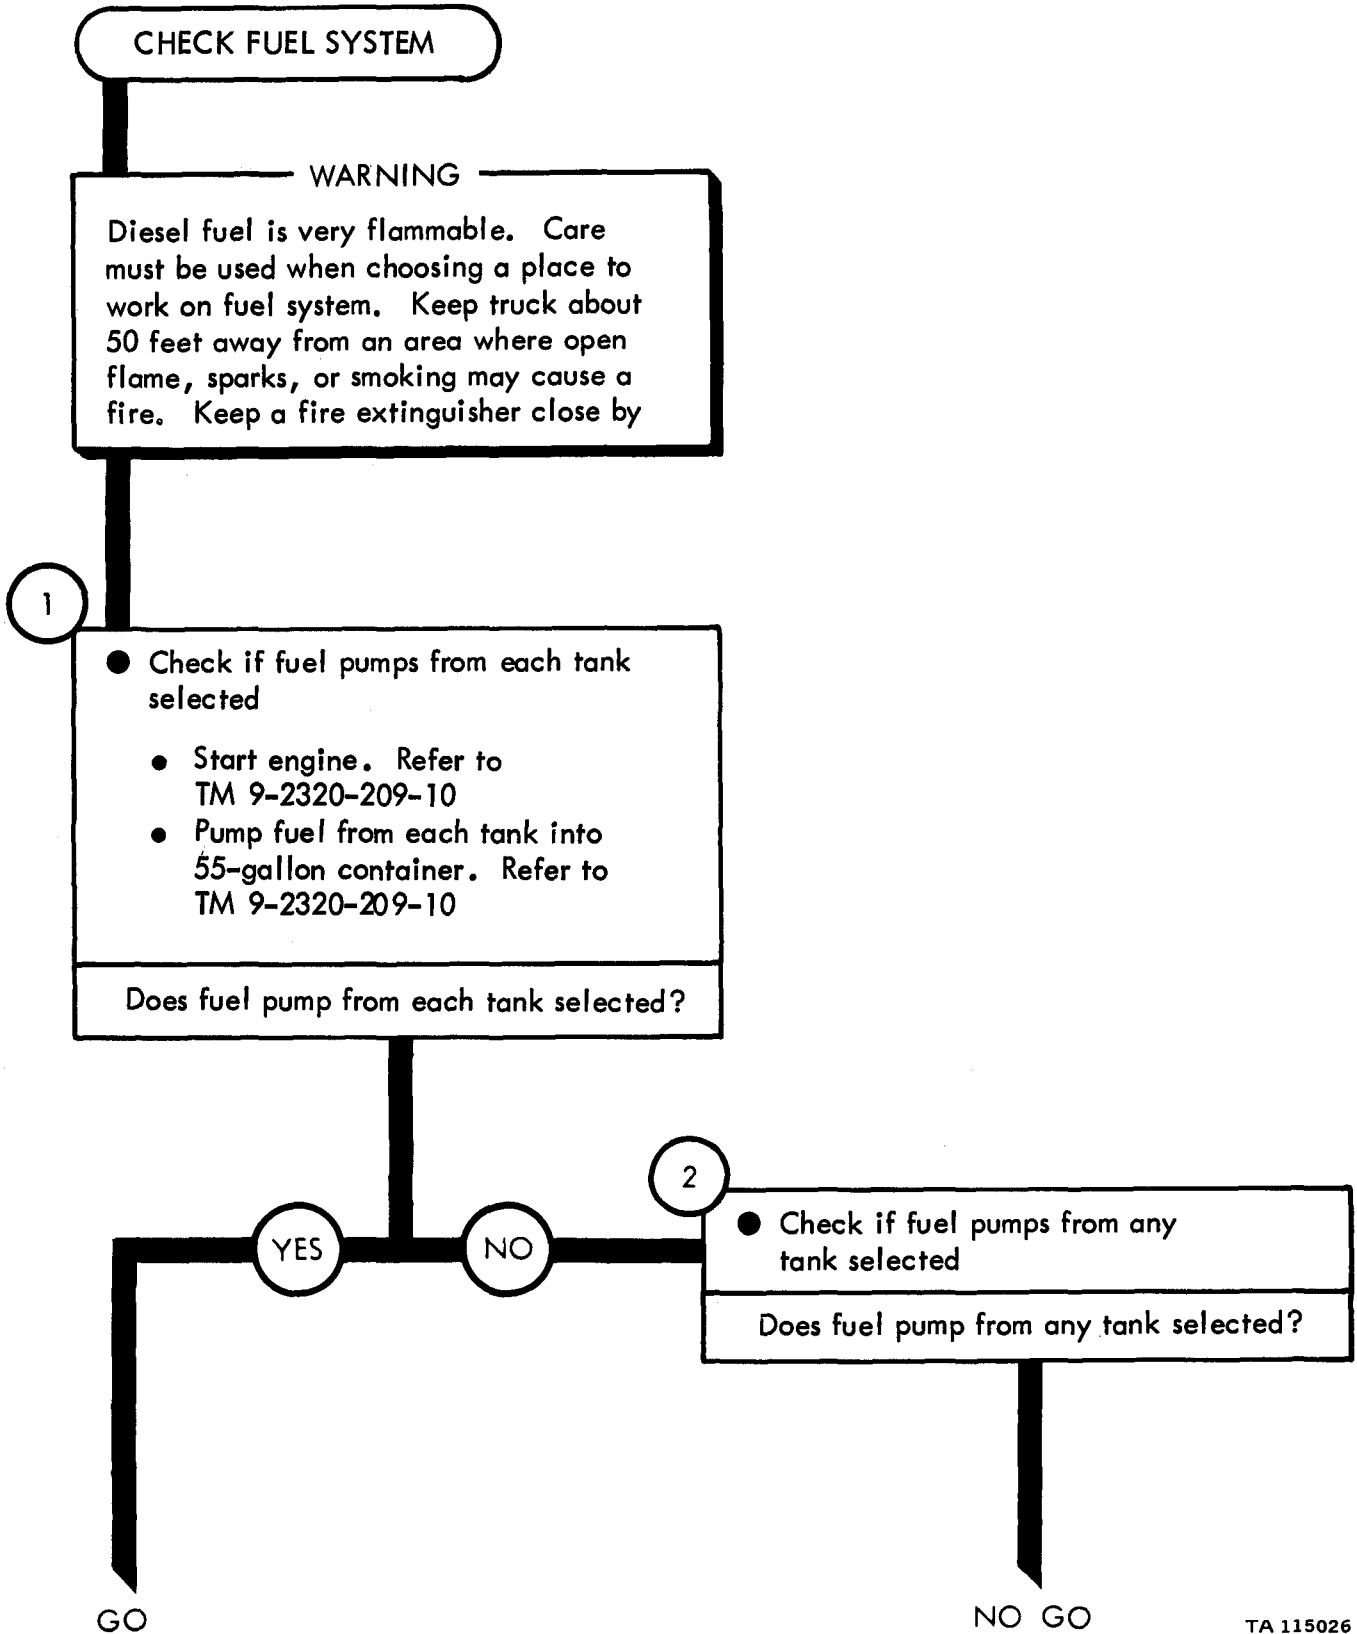 CHECK FUEL SYSTEM
WARNING
Diesel fuel is very flammable. Care
must be used when choosing a place to
work on fuel system. Keep truck about
50 feet away from an area where open
flame, sparks, or smoking may cause a
fire. Keep a fire extinguisher close by
1
● Check if fuel pumps from each tank
selected
● Start engine. Refer to
TM 9-2320-209-10
● Pump fuel from each tank into
55-gallon container. Refer to
TM 9-2320-209-10
Does fuel pump from each tank selected?
YES
NO
2
● Check if fuel pumps from any
tank selected
Does fuel pump from any tank selected?
GO
NO GO
TA 115026